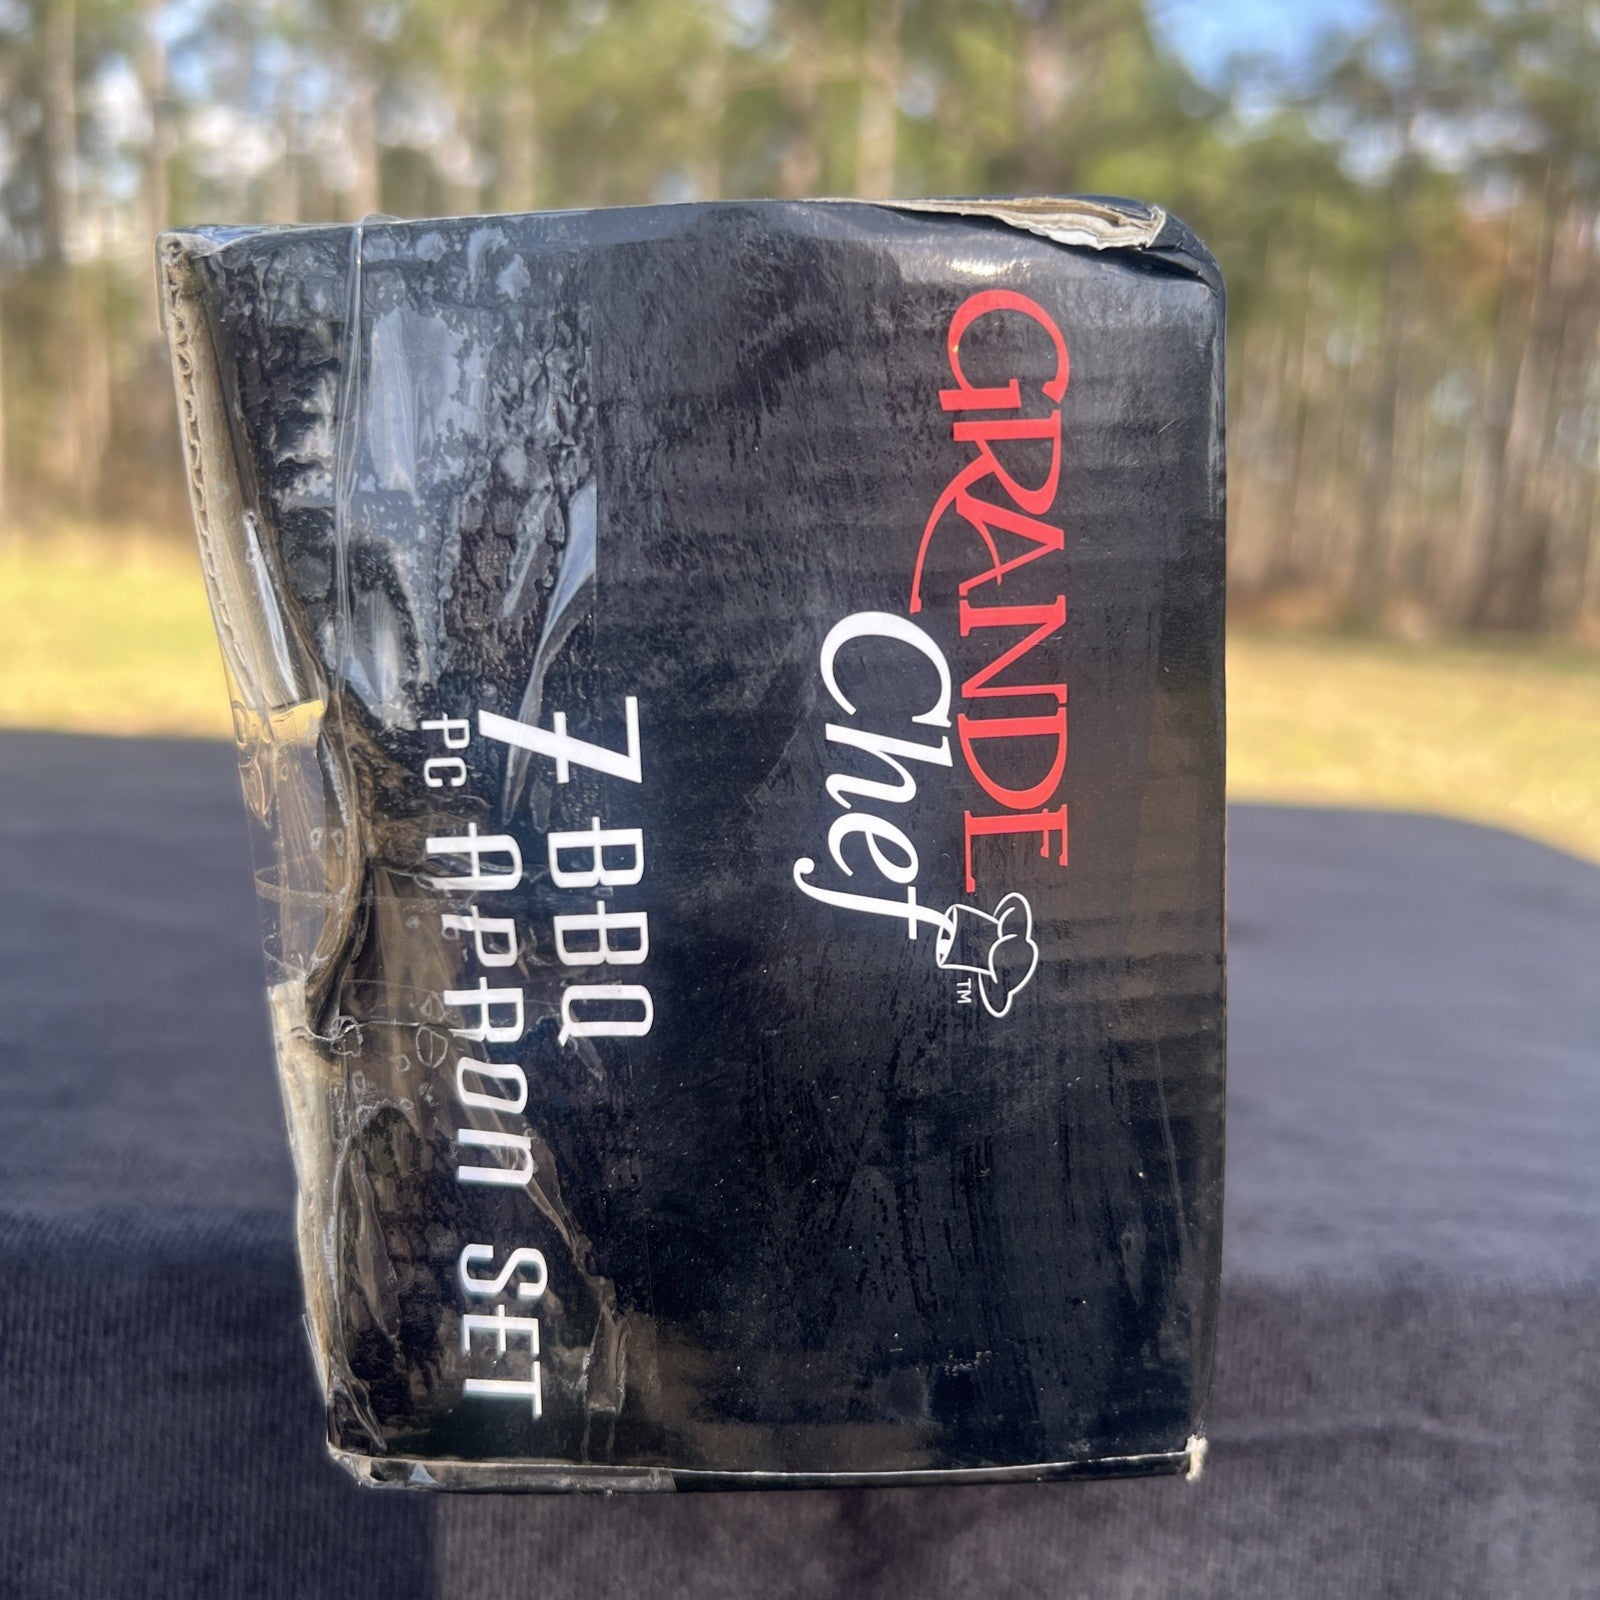 GRANDE
Chef TM
7 BBQ
PC APRON SET